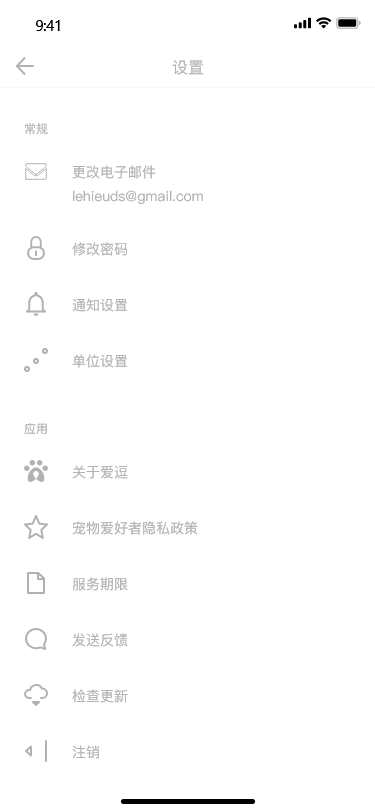 9:41
设置
常规
更改电子邮件
lehieuds@gmail.com
修改密码
通知设置
单位设置
应用
关于爱逗
宠物爱好者隐私政策
服务期限
发送反馈
检查更新
注销